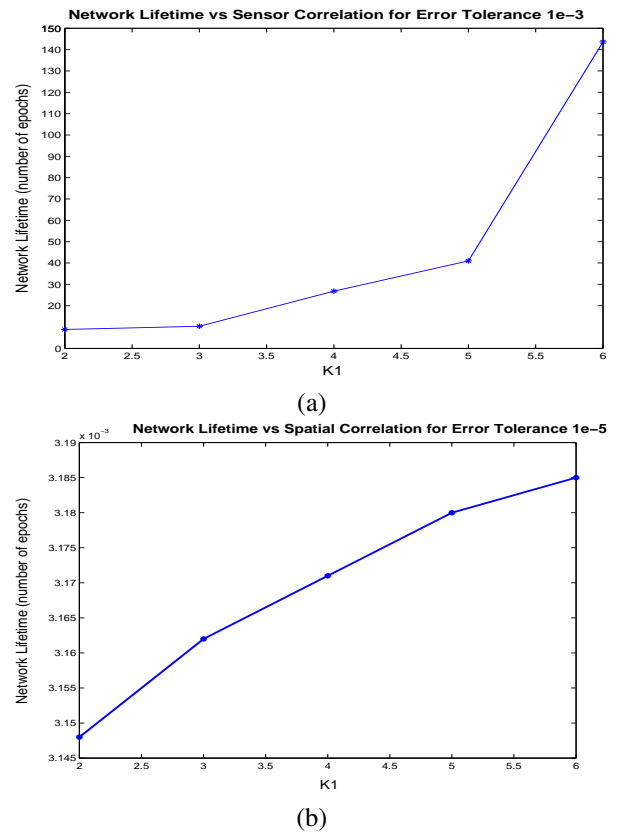 Network Lifetime vs Sensor Correlation for Error Tolerance 1e−3
150
140
130
120
110
100
90
80
70
60
50
40
30
20
10
0
Network Lifetime (number of epochs)
2 2.5 3 3.5 4 4.5 5 5.5 6
K1
(a)
Network Lifetime vs Spatial Correlation for Error Tolerance 1e−5
x 10⁻³
3.19
3.185
3.18
3.175
3.17
3.165
3.16
3.155
3.15
3.145
Network Lifetime (number of epochs)
2 2.5 3 3.5 4 4.5 5 5.5 6
K1
(b)